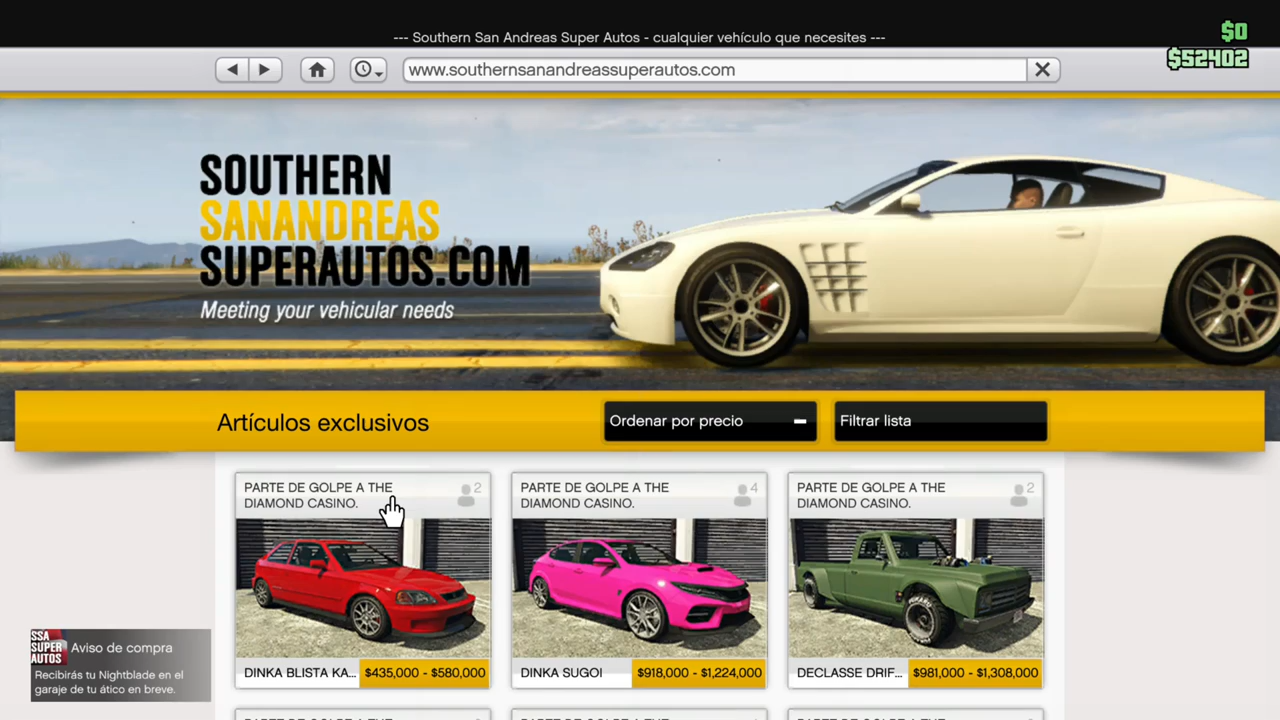 --- Southern San Andreas Super Autos - cualquier vehículo que necesites ---
$0
$52402
www.southernsanandreassuperautos.com
SOUTHERN
SANANDREAS
SUPERAUTOS.COM
Meeting your vehicular needs
Artículos exclusivos
Ordenar por precio
Filtrar lista
PARTE DE GOLPE A THE
DIAMOND CASINO.
2
DINKA BLISTA KA...
$435,000 - $580,000
PARTE DE GOLPE A THE
DIAMOND CASINO.
4
DINKA SUGOI
$918,000 - $1,224,000
PARTE DE GOLPE A THE
DIAMOND CASINO.
2
DECLASSE DRIF...
$981,000 - $1,308,000
SSA
SUPER
AUTOS
Aviso de compra
Recibirás tu Nightblade en el
garaje de tu ático en breve.